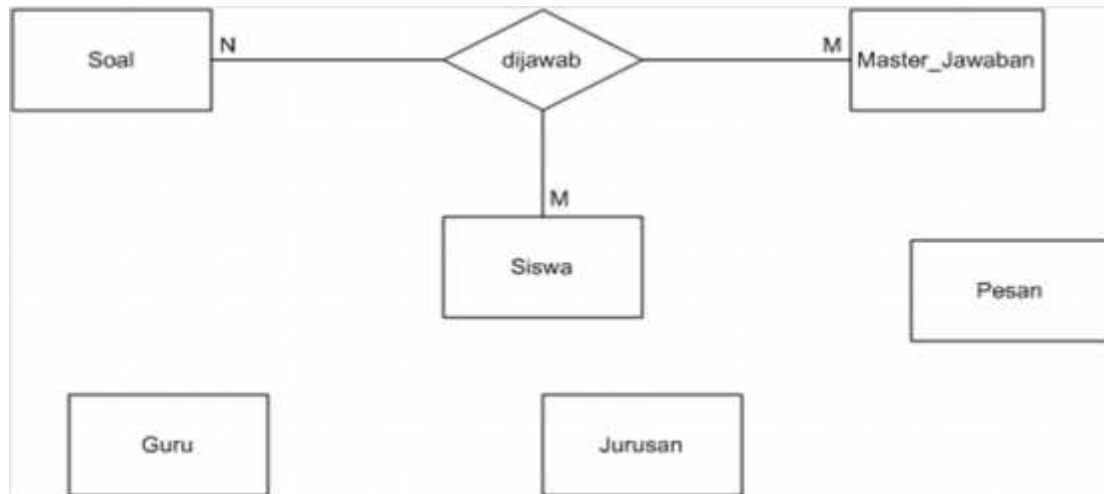 Soal
N
dijawab
M
Master_Jawaban
M
Siswa
Pesan
Guru
Jurusan